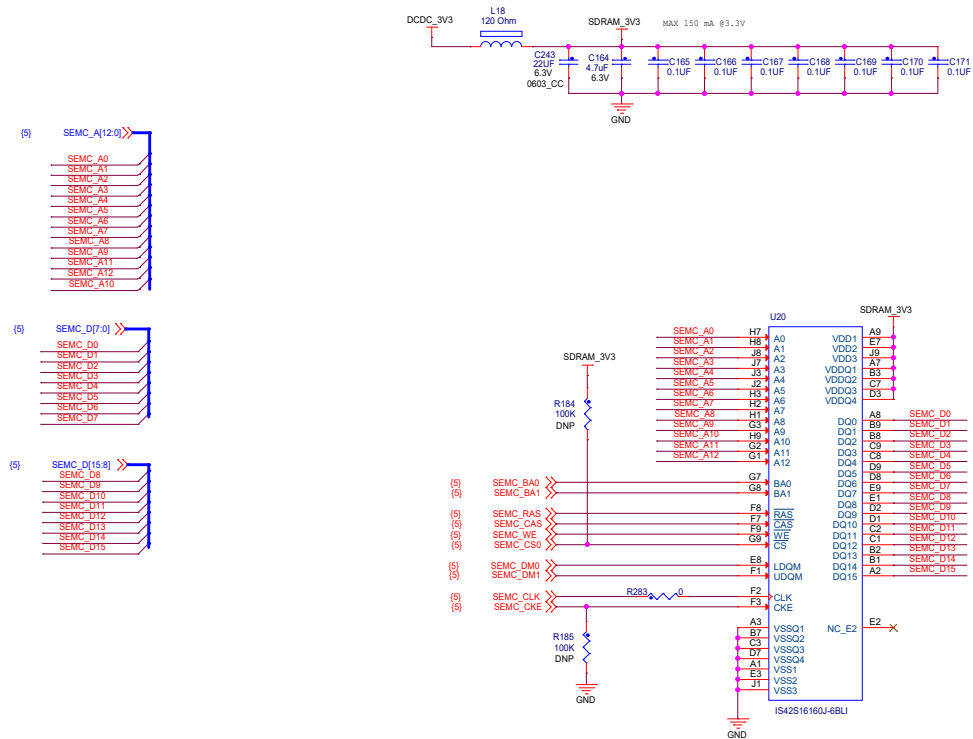 L18
120 Ohm
DCDC_3V3
SDRAM_3V3
MAX 150 mA @3.3V
C243
22UF
6.3V
0603_CC
C164
4.7uF
6.3V
C165
0.1UF
C166
0.1UF
C167
0.1UF
C168
0.1UF
C169
0.1UF
C170
0.1UF
C171
0.1UF
GND
{5} SEMC_A[12:0]
SEMC_A0
SEMC_A1
SEMC_A2
SEMC_A3
SEMC_A4
SEMC_A5
SEMC_A6
SEMC_A7
SEMC_A8
SEMC_A9
SEMC_A11
SEMC_A12
SEMC_A10
{5} SEMC_D[7:0]
SEMC_D0
SEMC_D1
SEMC_D2
SEMC_D3
SEMC_D4
SEMC_D5
SEMC_D6
SEMC_D7
{5} SEMC_D[15:8]
SEMC_D8
SEMC_D9
SEMC_D10
SEMC_D11
SEMC_D12
SEMC_D13
SEMC_D14
SEMC_D15
SDRAM_3V3
R184
100K
DNP
U20
SDRAM_3V3
SEMC_A0 H7 A0
SEMC_A1 H8 A1
SEMC_A2 J8 A2
SEMC_A3 J7 A3
SEMC_A4 J3 A4
SEMC_A5 J2 A5
SEMC_A6 H3 A6
SEMC_A7 H2 A7
SEMC_A8 H1 A8
SEMC_A9 G3 A9
SEMC_A10 H9 A10
SEMC_A11 G2 A11
SEMC_A12 G1 A12
{5} SEMC_BA0 G7 BA0
{5} SEMC_BA1 G8 BA1
{5} SEMC_RAS F8 RAS
{5} SEMC_CAS F7 CAS
{5} SEMC_WE F9 WE
{5} SEMC_CS0 G9 CS
{5} SEMC_DM0 E8 LDQM
{5} SEMC_DM1 F1 UDQM
{5} SEMC_CLK R283 0 F2 CLK
{5} SEMC_CKE F3 CKE
R185
100K
DNP
GND
A3 VSSQ1
B7 VSSQ2
C3 VSSQ3
D7 VSSQ4
A1 VSS1
E3 VSS2
J1 VSS3
GND
VDD1 A9
VDD2 E7
VDD3 J9
VDDQ1 A7
VDDQ2 B3
VDDQ3 C7
VDDQ4 D3
DQ0 A8 SEMC_D0
DQ1 B9 SEMC_D1
DQ2 B8 SEMC_D2
DQ3 C9 SEMC_D3
DQ4 C8 SEMC_D4
DQ5 D9 SEMC_D5
DQ6 D8 SEMC_D6
DQ7 E9 SEMC_D7
DQ8 E1 SEMC_D8
DQ9 D2 SEMC_D9
DQ10 D1 SEMC_D10
DQ11 C2 SEMC_D11
DQ12 C1 SEMC_D12
DQ13 B2 SEMC_D13
DQ14 B1 SEMC_D14
DQ15 A2 SEMC_D15
NC_E2 E2
IS42S16160J-6BLI